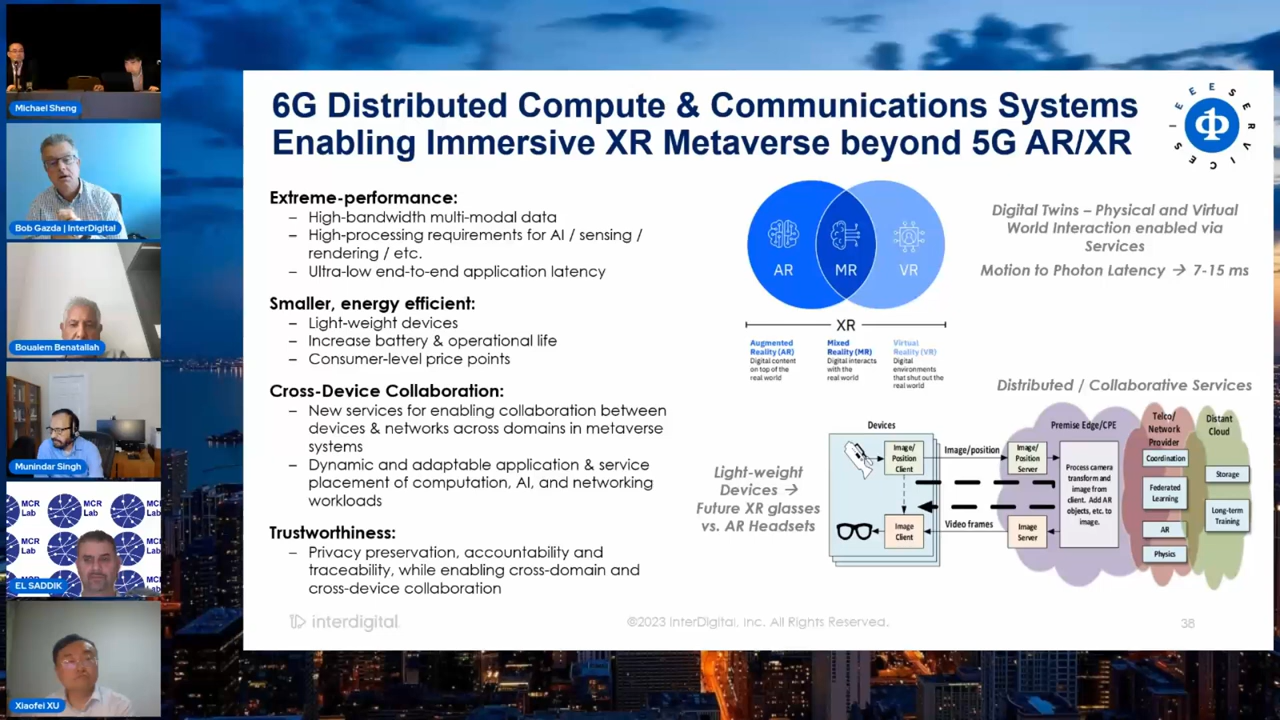 Michael Sheng
Bob Gazda | InterDigital
Boualem Benatallah
Munindar Singh
MCR
Lab
MCR
Lab
MCR
Lab
MCR
Lab
EL SADDIK
Xiaofei XU
6G Distributed Compute & Communications Systems
Enabling Immersive XR Metaverse beyond 5G AR/XR
IEEE SERVICES
Extreme-performance:
– High-bandwidth multi-modal data
– High-processing requirements for AI / sensing /
rendering / etc.
– Ultra-low end-to-end application latency
Smaller, energy efficient:
– Light-weight devices
– Increase battery & operational life
– Consumer-level price points
Cross-Device Collaboration:
– New services for enabling collaboration between
devices & networks across domains in metaverse
systems
– Dynamic and adaptable application & service
placement of computation, AI, and networking
workloads
Trustworthiness:
– Privacy preservation, accountability and
traceability, while enabling cross-domain and
cross-device collaboration
AR
MR
VR
XR
Augmented
Reality (AR)
Digital content
on top of the
real world
Mixed
Reality (MR)
Digital interacts
with the
real world
Virtual
Reality (VR)
Digital
environments
that shut out the
real world
Digital Twins – Physical and Virtual
World Interaction enabled via
Services
Motion to Photon Latency → 7-15 ms
Distributed / Collaborative Services
Light-weight
Devices →
Future XR glasses
vs. AR Headsets
Devices
Image/
Position
Client
Image
Client
Image/position
Video frames
Premise Edge/CPE
Image/
Position
Server
Image
Server
Process camera
transform and
image from
client. Add AR
objects, etc. to
image.
Telco/
Network
Provider
Coordination
Federated
Learning
AR
Physics
Distant
Cloud
Storage
Long-term
Training
interdigital
©2023 InterDigital, Inc. All Rights Reserved.
38